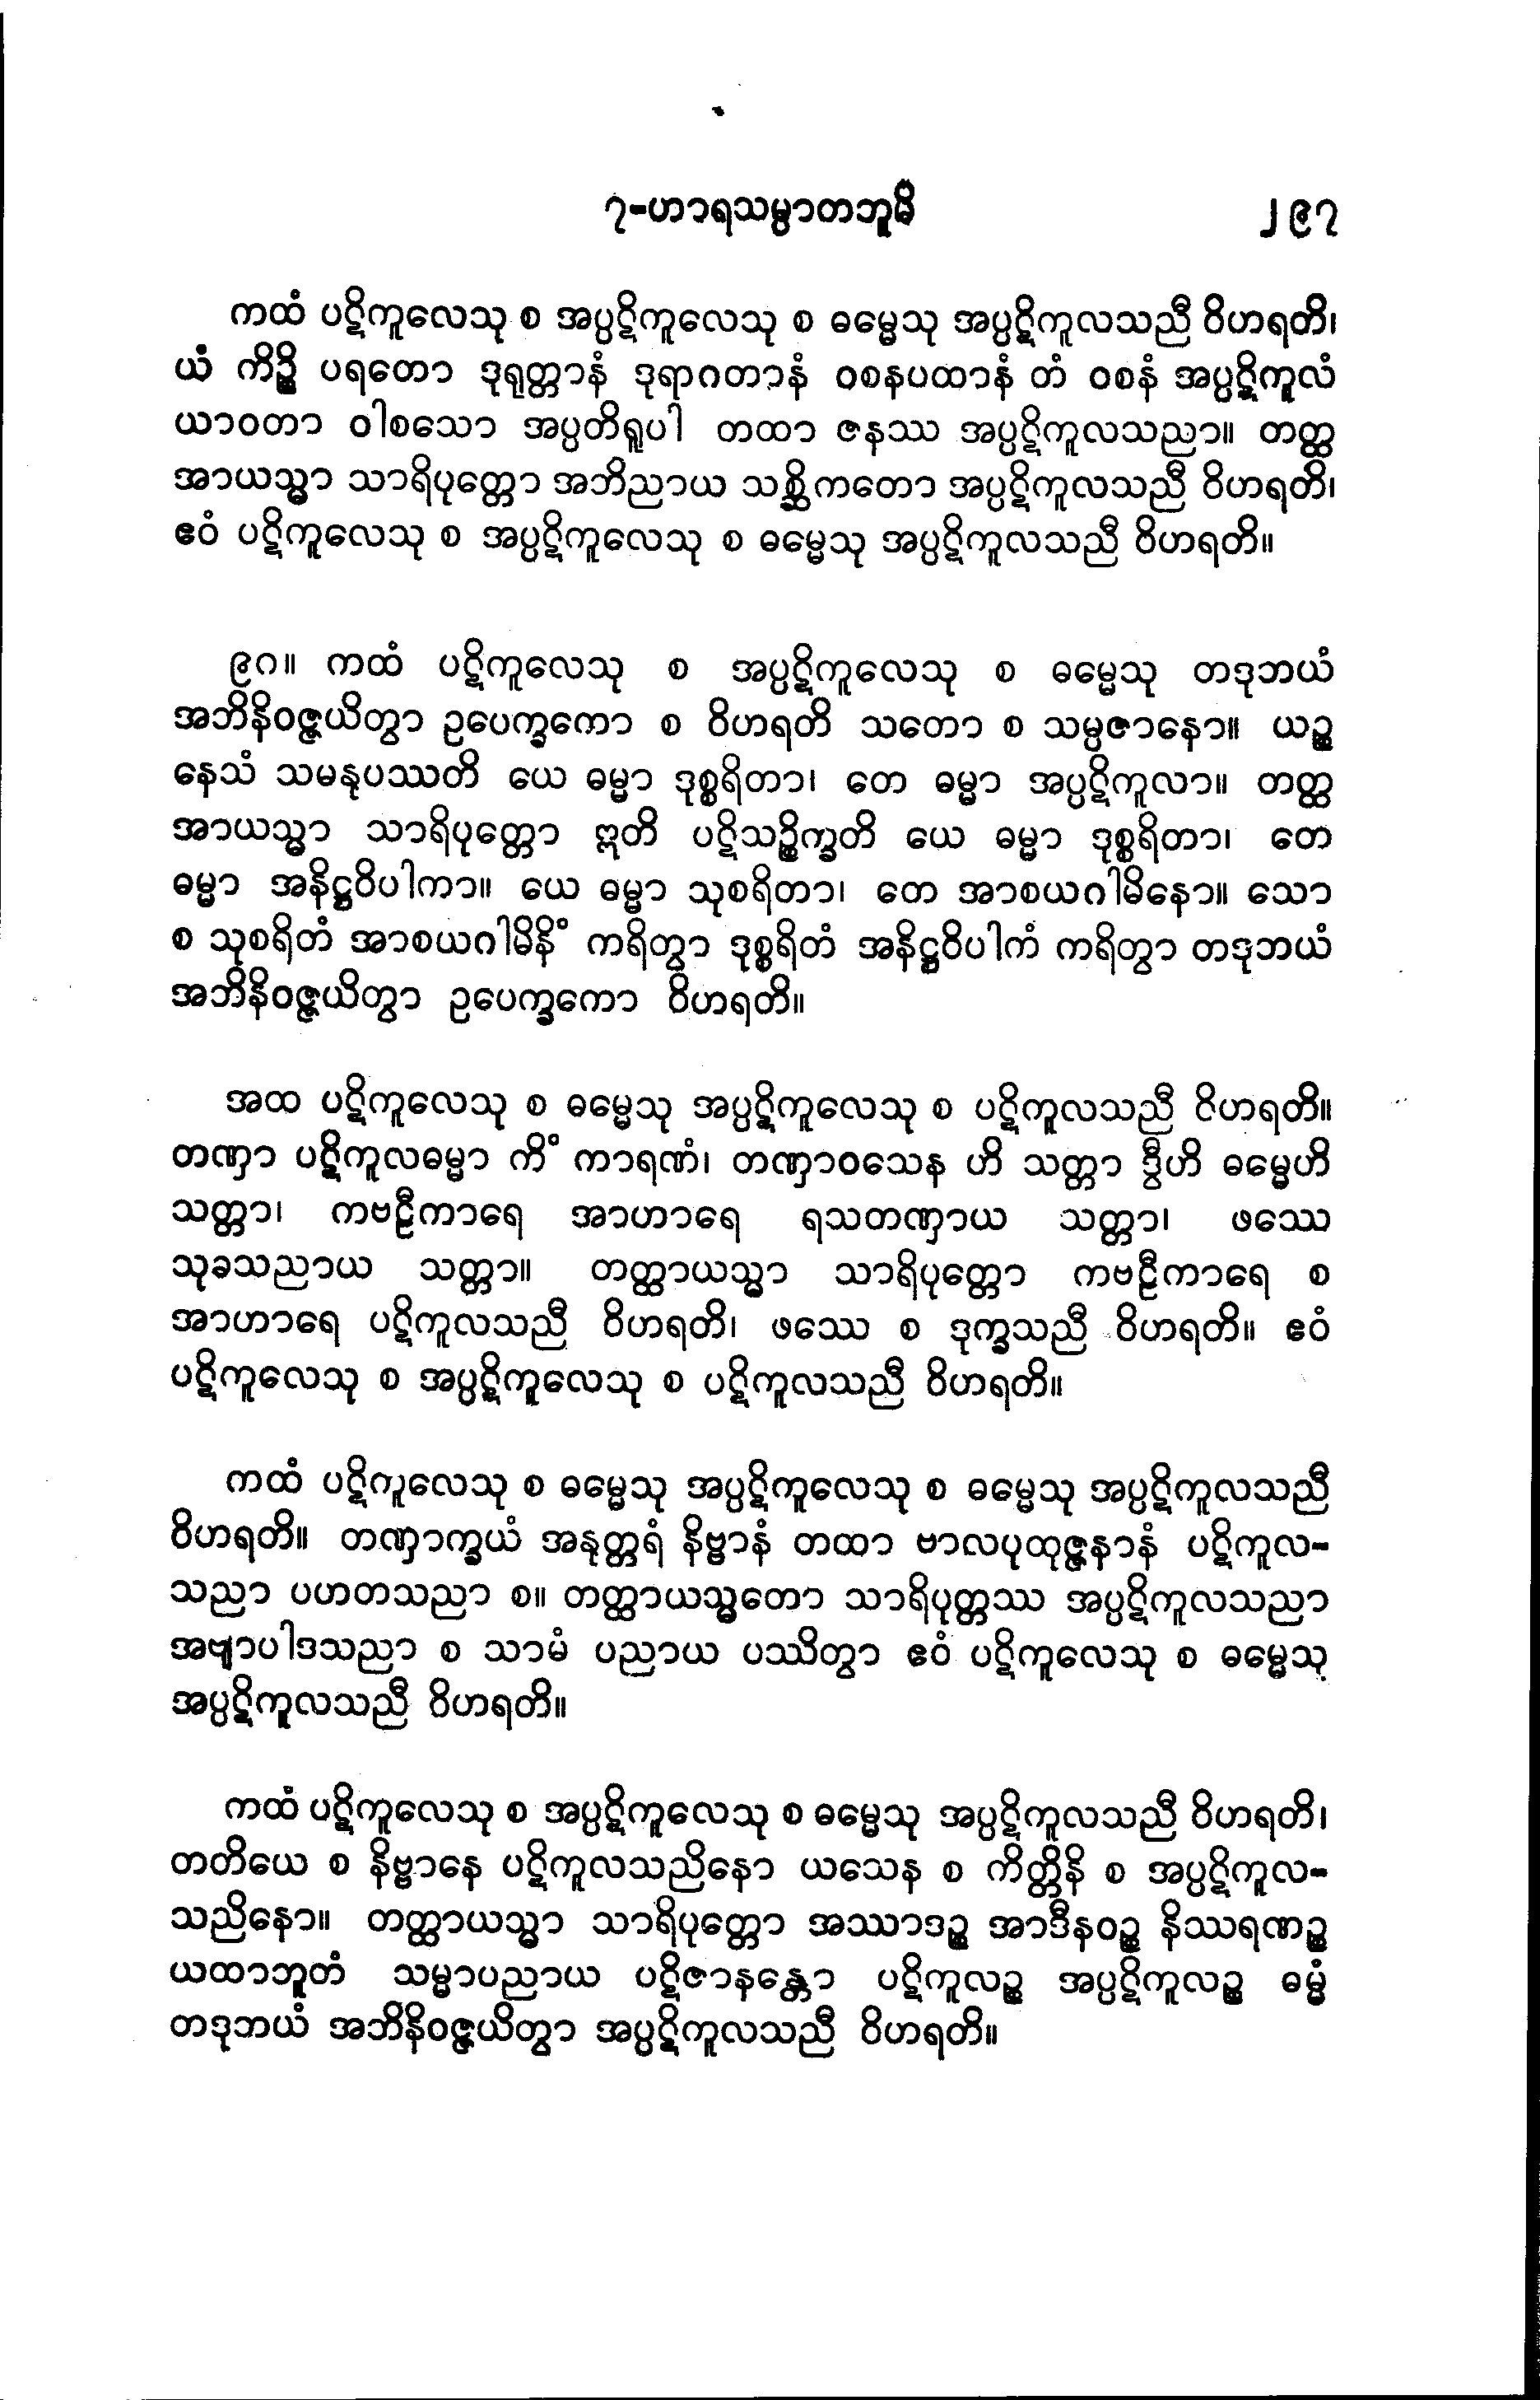 ၇-ဟာရသမ္ပာတဘူမိ ၂၉၇
ကထံ ပဋိကူလေသု စ အပ္ပဋိကူလေသု စ ဓမ္မေသု အပ္ပဋိကူလသညီ ဝိဟရတိ၊
ယံ ကိဉ္စိ ပရတော ဒုရုတ္တာနံ ဒုရာဂတာနံ ဝစနပထာနံ တံ ဝစနံ အပ္ပဋိကူလံ
ယာဝတာ ဝါစသော အပ္ပတိရူပါ တထာ ဇနဿ အပ္ပဋိကူလသညာ။ တတ္ထ
အာယသ္မာ သာရိပုတ္တော အဘိညာယ သစ္ဆိကတော အပ္ပဋိကူလသညီ ဝိဟရတိ၊
ဧဝံ ပဋိကူလေသု စ အပ္ပဋိကူလေသု စ ဓမ္မေသု အပ္ပဋိကူလသညီ ဝိဟရတိ။
၉ဂ။ ကထံ ပဋိကူလေသု စ အပ္ပဋိကူလေသု စ ဓမ္မေသု တဒုဘယံ
အဘိနိဝဇ္ဇယိတွာ ဥပေက္ခကော စ ဝိဟရတိ သတော စ သမ္ပဇာနော။ ယဉ္စ
နေသံ သမနုပဿတိ ယေ ဓမ္မာ ဒုစ္စရိတာ၊ တေ ဓမ္မာ အပ္ပဋိကူလာ။ တတ္ထ
အာယသ္မာ သာရိပုတ္တော ဣတိ ပဋိသဉ္စိက္ခတိ ယေ ဓမ္မာ ဒုစ္စရိတာ၊ တေ
ဓမ္မာ အနိဋ္ဌဝိပါကာ။ ယေ ဓမ္မာ သုစရိတာ၊ တေ အာစယဂါမိနော။ သော
စ သုစရိတံ အာစယဂါမိနိံ ကရိတွာ ဒုစ္စရိတံ အနိဋ္ဌဝိပါကံ ကရိတွာ တဒုဘယံ
အဘိနိဝဇ္ဇယိတွာ ဥပေက္ခကော ဝိဟရတိ။
အထ ပဋိကူလေသု စ ဓမ္မေသု အပ္ပဋိကူလေသု စ ပဋိကူလသညီ ဝိဟရတိ။
တဏှာ ပဋိကူလဓမ္မာ ကိံ ကာရဏံ၊ တဏှာဝသေန ဟိ သတ္တာ ဒွီဟိ ဓမ္မေဟိ
သတ္တာ၊ ကဗဠီကာရေ အာဟာရေ ရသတဏှာယ သတ္တာ၊ ဖဿေ
သုခသညာယ သတ္တာ။ တတ္ထာယသ္မာ သာရိပုတ္တော ကဗဠီကာရေ စ
အာဟာရေ ပဋိကူလသညီ ဝိဟရတိ၊ ဖဿေ စ ဒုက္ခသညီ ဝိဟရတိ။ ဧဝံ
ပဋိကူလေသု စ အပ္ပဋိကူလေသု စ ပဋိကူလသညီ ဝိဟရတိ။
ကထံ ပဋိကူလေသု စ ဓမ္မေသု အပ္ပဋိကူလေသု စ ဓမ္မေသု အပ္ပဋိကူလသညီ
ဝိဟရတိ။ တဏှာက္ခယံ အနုတ္တရံ နိဗ္ဗာနံ တထာ ဗာလပုထုဇ္ဇနာနံ ပဋိကူလ-
သညာ ပဟတသညာ စ။ တတ္ထာယသ္မတော သာရိပုတ္တဿ အပ္ပဋိကူလသညာ
အဗျာပါဒသညာ စ သာမံ ပညာယ ပဿိတွာ ဧဝံ ပဋိကူလေသု စ ဓမ္မေသု
အပ္ပဋိကူလသညီ ဝိဟရတိ။
ကထံ ပဋိကူလေသု စ အပ္ပဋိကူလေသု စ ဓမ္မေသု အပ္ပဋိကူလသညီ ဝိဟရတိ၊
တတိယေ စ နိဗ္ဗာနေ ပဋိကူလသညိနော ယသေန စ ကိတ္တိနိ စ အပ္ပဋိကူလ-
သညိနော။ တတ္ထာယသ္မာ သာရိပုတ္တော အဿာဒဉ္စ အာဒီနဝဉ္စ နိဿရဏဉ္စ
ယထာဘူတံ သမ္မာပညာယ ပဋိဇာနန္တော ပဋိကူလဉ္စ အပ္ပဋိကူလဉ္စ ဓမ္မံ
တဒုဘယံ အဘိနိဝဇ္ဇယိတွာ အပ္ပဋိကူလသညီ ဝိဟရတိ။